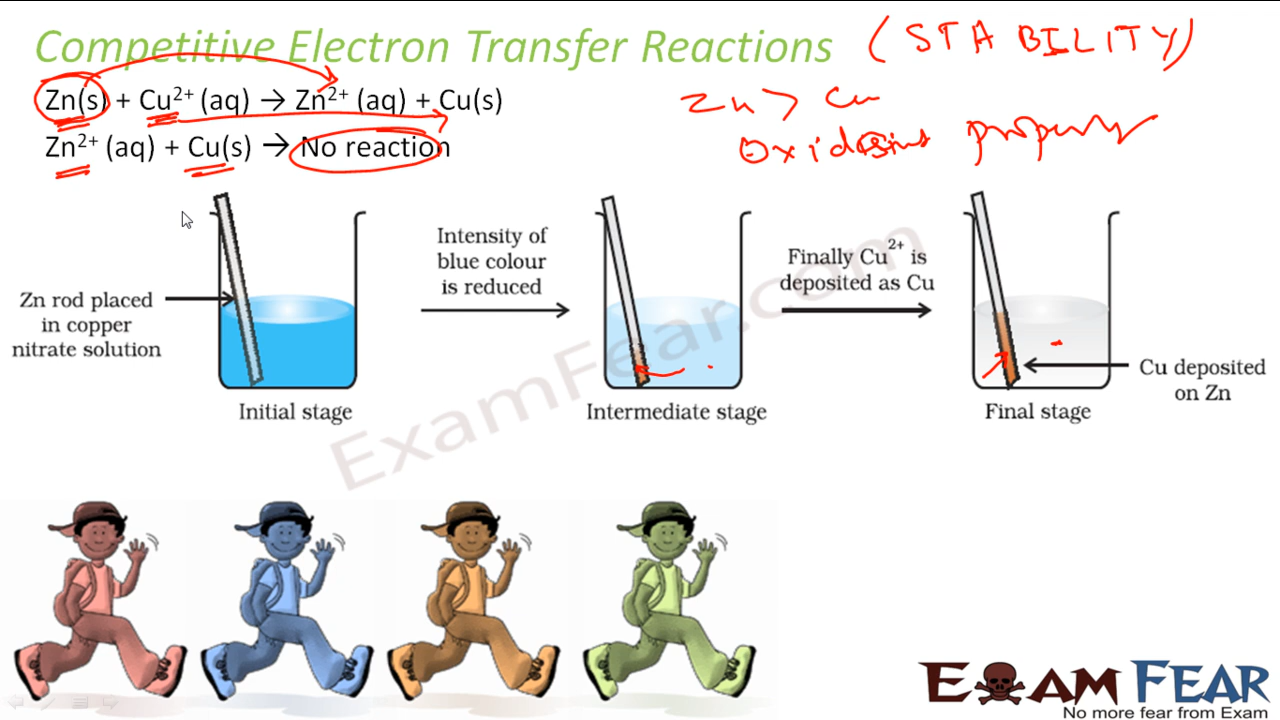 Competitive Electron Transfer Reactions (STABILITY)
Zn(s) + Cu²⁺ (aq) → Zn²⁺ (aq) + Cu(s)
Zn > Cu
Zn²⁺ (aq) + Cu(s) → No reaction
Zn rod placed
in copper
nitrate solution
Initial stage
Intensity of
blue colour
is reduced
Intermediate stage
Finally Cu²⁺ is
deposited as Cu
Final stage
Cu deposited
on Zn
ExamFear.com
EXAM FEAR
No more fear from Exam